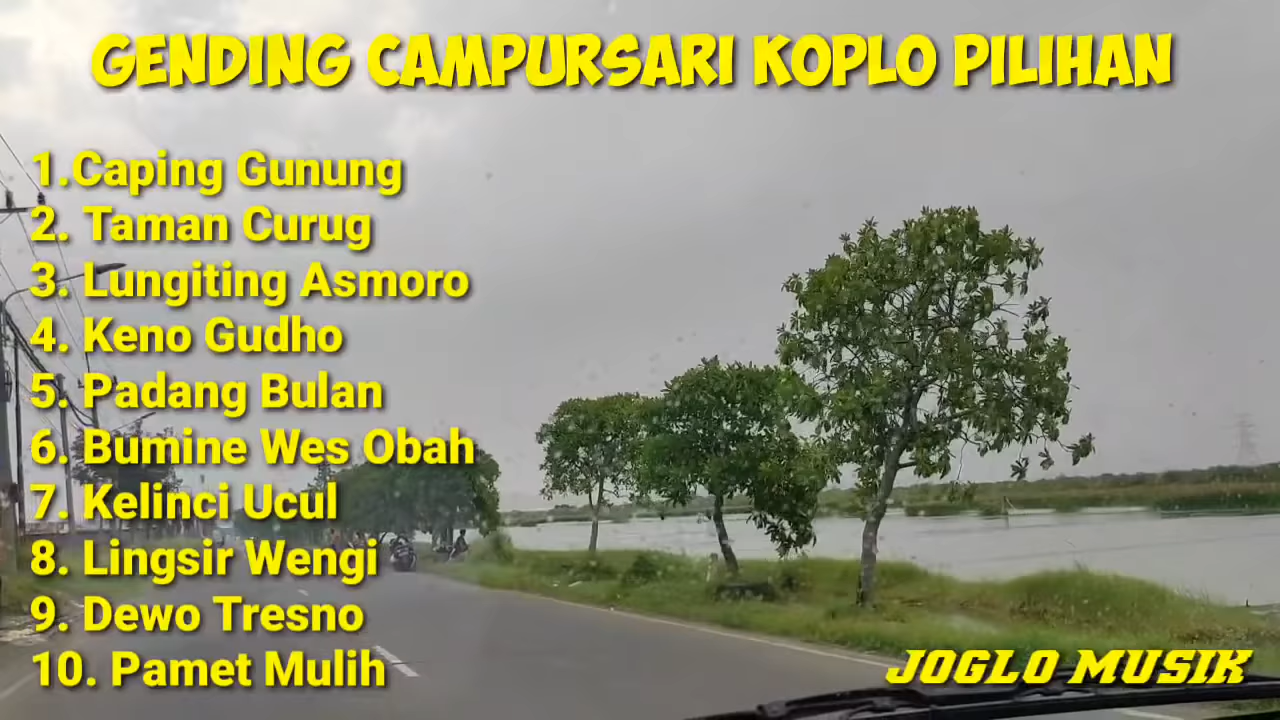 GENDING CAMPURSARI KOPLO PILIHAN
1.Caping Gunung
2. Taman Curug
3. Lungiting Asmoro
4. Keno Gudho
5. Padang Bulan
6. Bumine Wes Obah
7. Kelinci Ucul
8. Lingsir Wengi
9. Dewo Tresno
10. Pamet Mulih
JOGLO MUSIK